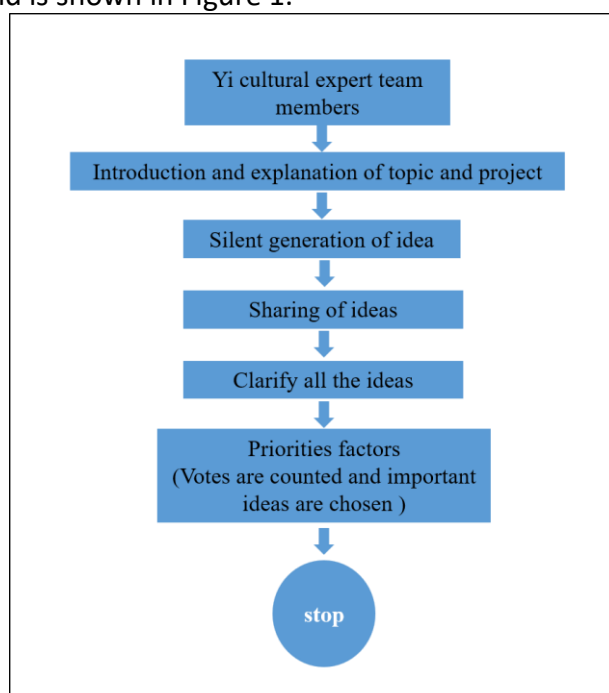 nd is shown in Figure 1.
Yi cultural expert team
members
Introduction and explanation of topic and project
Silent generation of idea
Sharing of ideas
Clarify all the ideas
Priorities factors
(Votes are counted and important
ideas are chosen )
stop